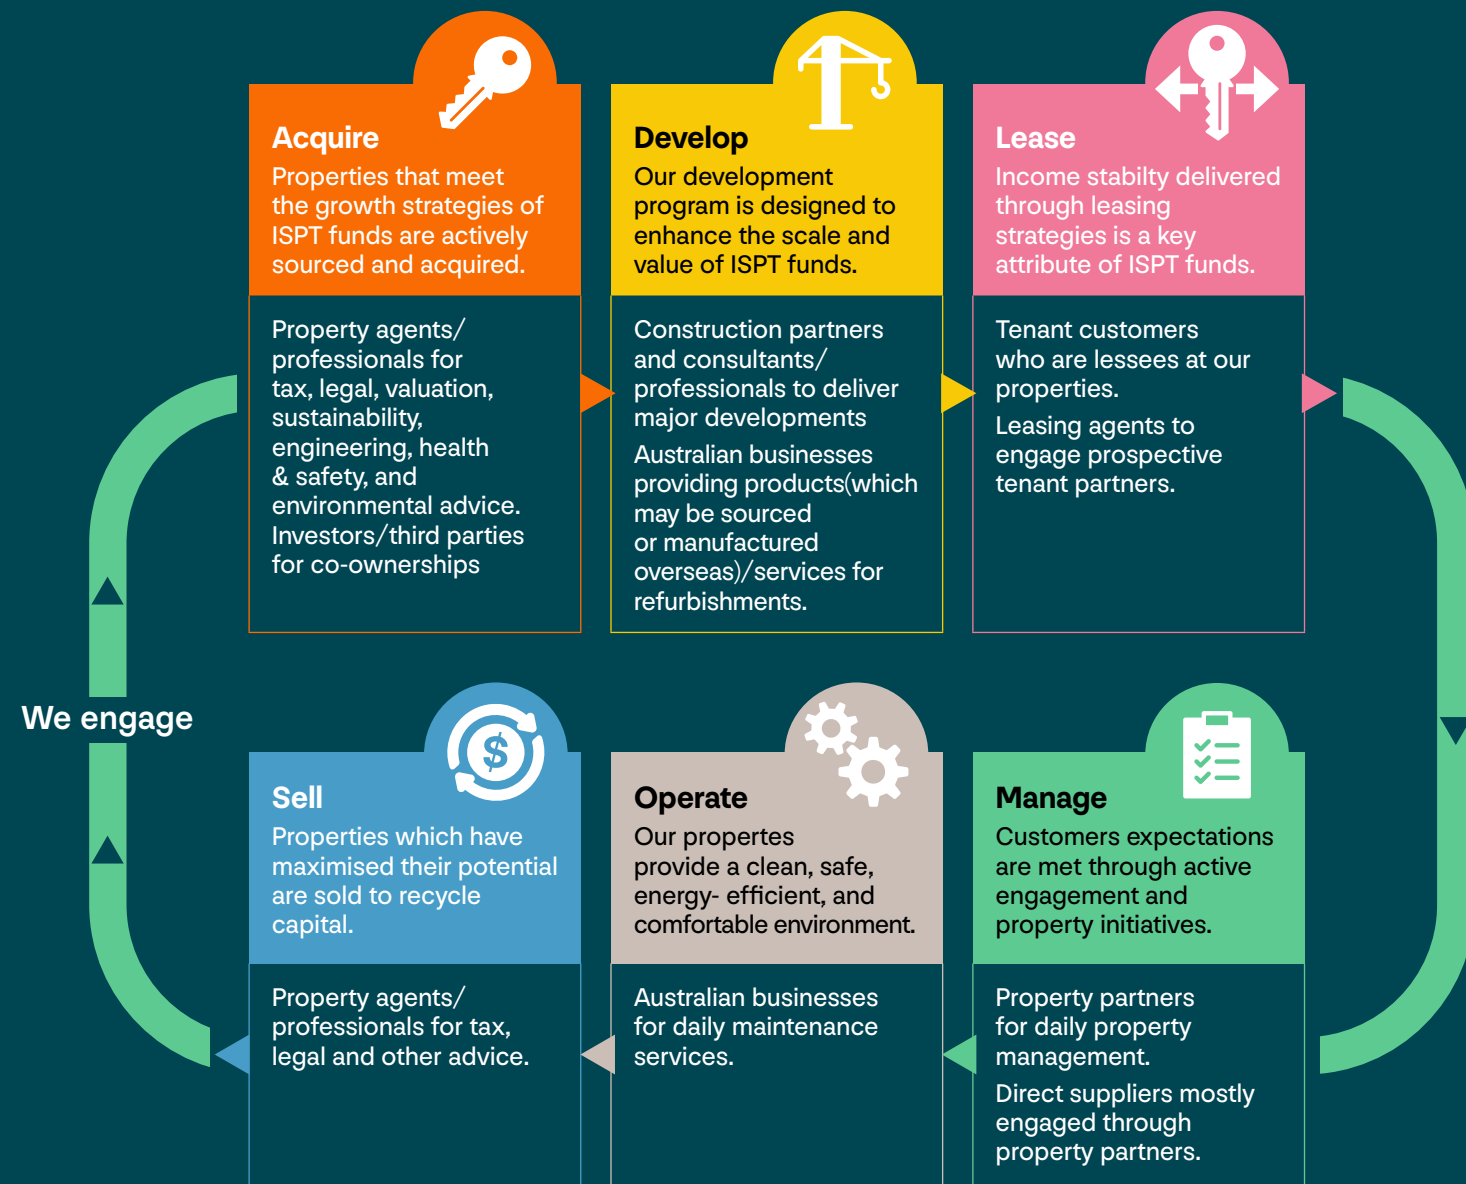 Acquire
Properties that meet
the growth strategies of
ISPT funds are actively
sourced and acquired.
Property agents/
professionals for
tax, legal, valuation,
sustainability,
engineering, health
& safety, and
environmental advice.
Investors/third parties
for co-ownerships
Develop
Our development
program is designed to
enhance the scale and
value of ISPT funds.
Construction partners
and consultants/
professionals to deliver
major developments
Australian businesses
providing products(which
may be sourced
or manufactured
overseas)/services for
refurbishments.
Lease
Income stabilty delivered
through leasing
strategies is a key
attribute of ISPT funds.
Tenant customers
who are lessees at our
properties.
Leasing agents to
engage prospective
tenant partners.
We engage
Sell
Properties which have
maximised their potential
are sold to recycle
capital.
Property agents/
professionals for tax,
legal and other advice.
Operate
Our propertes
provide a clean, safe,
energy- efficient, and
comfortable environment.
Australian businesses
for daily maintenance
services.
Manage
Customers expectations
are met through active
engagement and
property initiatives.
Property partners
for daily property
management.
Direct suppliers mostly
engaged through
property partners.
$